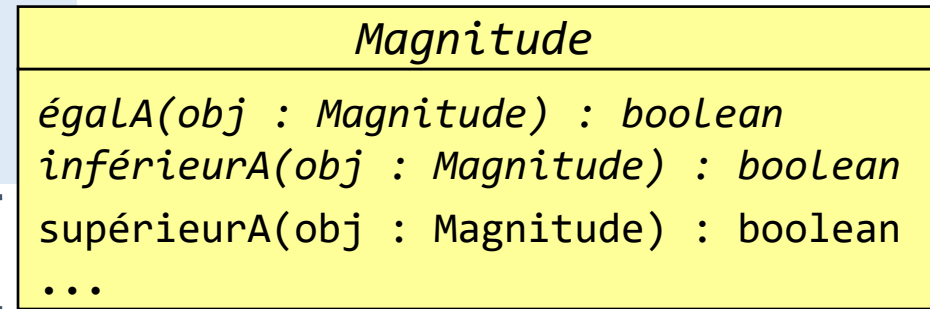 Magnitude
égalA(obj : Magnitude) : boolean
inférieurA(obj : Magnitude) : boolean
supérieurA(obj : Magnitude) : boolean
...